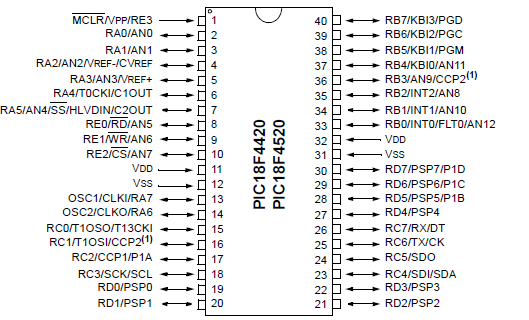 MCLR/VPP/RE3 1
RA0/AN0 2
RA1/AN1 3
RA2/AN2/VREF-/CVREF 4
RA3/AN3/VREF+ 5
RA4/T0CKI/C1OUT 6
RA5/AN4/SS/HLVDIN/C2OUT 7
RE0/RD/AN5 8
RE1/WR/AN6 9
RE2/CS/AN7 10
VDD 11
VSS 12
OSC1/CLKI/RA7 13
OSC2/CLKO/RA6 14
RC0/T1OSO/T13CKI 15
RC1/T1OSI/CCP2(1) 16
RC2/CCP1/P1A 17
RC3/SCK/SCL 18
RD0/PSP0 19
RD1/PSP1 20
PIC18F4420
PIC18F4520
40 RB7/KBI3/PGD
39 RB6/KBI2/PGC
38 RB5/KBI1/PGM
37 RB4/KBI0/AN11
36 RB3/AN9/CCP2(1)
35 RB2/INT2/AN8
34 RB1/INT1/AN10
33 RB0/INT0/FLT0/AN12
32 VDD
31 VSS
30 RD7/PSP7/P1D
29 RD6/PSP6/P1C
28 RD5/PSP5/P1B
27 RD4/PSP4
26 RC7/RX/DT
25 RC6/TX/CK
24 RC5/SDO
23 RC4/SDI/SDA
22 RD3/PSP3
21 RD2/PSP2